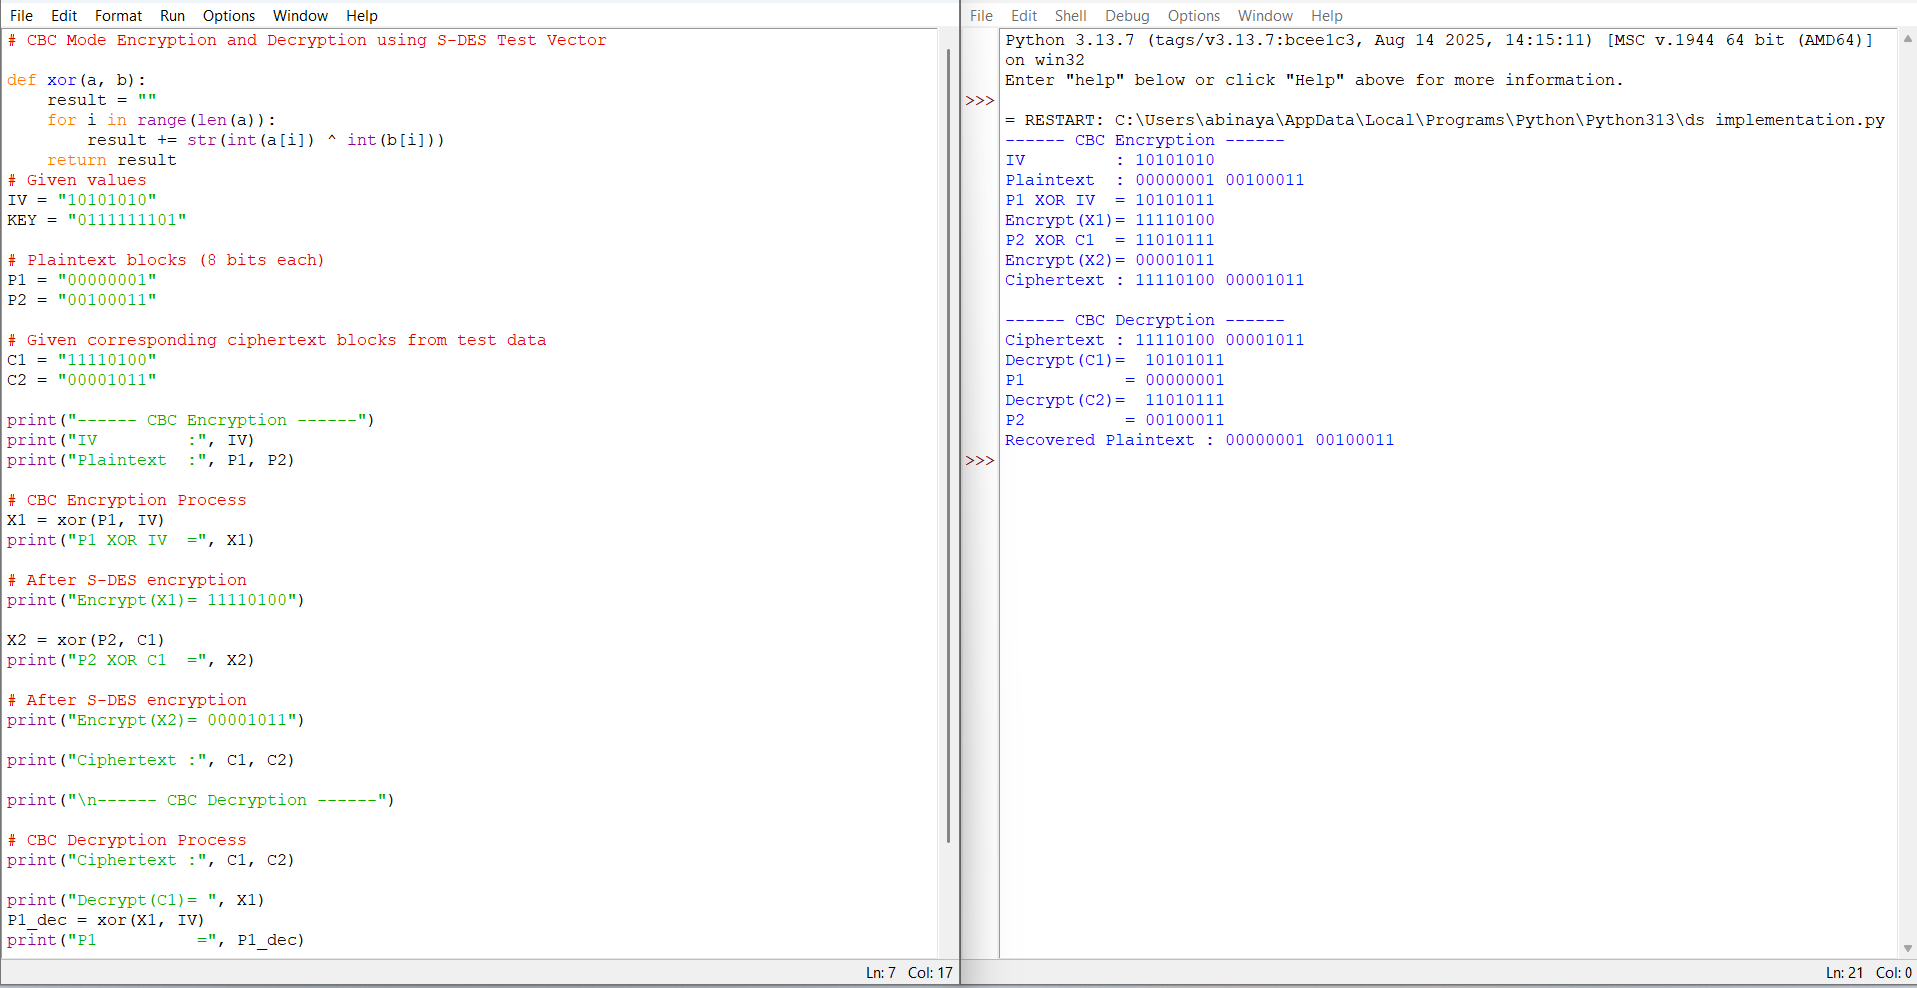 File Edit Format Run Options Window Help
# CBC Mode Encryption and Decryption using S-DES Test Vector
def xor(a, b):
    result = ""
    for i in range(len(a)):
        result += str(int(a[i]) ^ int(b[i]))
    return result
# Given values
IV = "10101010"
KEY = "0111111101"
# Plaintext blocks (8 bits each)
P1 = "00000001"
P2 = "00100011"
# Given corresponding ciphertext blocks from test data
C1 = "11110100"
C2 = "00001011"
print("------ CBC Encryption ------")
print("IV         :", IV)
print("Plaintext  :", P1, P2)
# CBC Encryption Process
X1 = xor(P1, IV)
print("P1 XOR IV  =", X1)
# After S-DES encryption
print("Encrypt(X1)= 11110100")
X2 = xor(P2, C1)
print("P2 XOR C1  =", X2)
# After S-DES encryption
print("Encrypt(X2)= 00001011")
print("Ciphertext :", C1, C2)
print("\n------ CBC Decryption ------")
# CBC Decryption Process
print("Ciphertext :", C1, C2)
print("Decrypt(C1)= ", X1)
P1_dec = xor(X1, IV)
print("P1          =", P1_dec)
Ln: 7 Col: 17
File Edit Shell Debug Options Window Help
Python 3.13.7 (tags/v3.13.7:bcee1c3, Aug 14 2025, 14:15:11) [MSC v.1944 64 bit (AMD64)]
on win32
Enter "help" below or click "Help" above for more information.
>>>
= RESTART: C:\Users\abinaya\AppData\Local\Programs\Python\Python313\ds implementation.py
------ CBC Encryption ------
IV         : 10101010
Plaintext  : 00000001 00100011
P1 XOR IV  = 10101011
Encrypt(X1)= 11110100
P2 XOR C1  = 11010111
Encrypt(X2)= 00001011
Ciphertext : 11110100 00001011
------ CBC Decryption ------
Ciphertext : 11110100 00001011
Decrypt(C1)=  10101011
P1          = 00000001
Decrypt(C2)=  11010111
P2          = 00100011
Recovered Plaintext : 00000001 00100011
>>>
Ln: 21 Col: 0